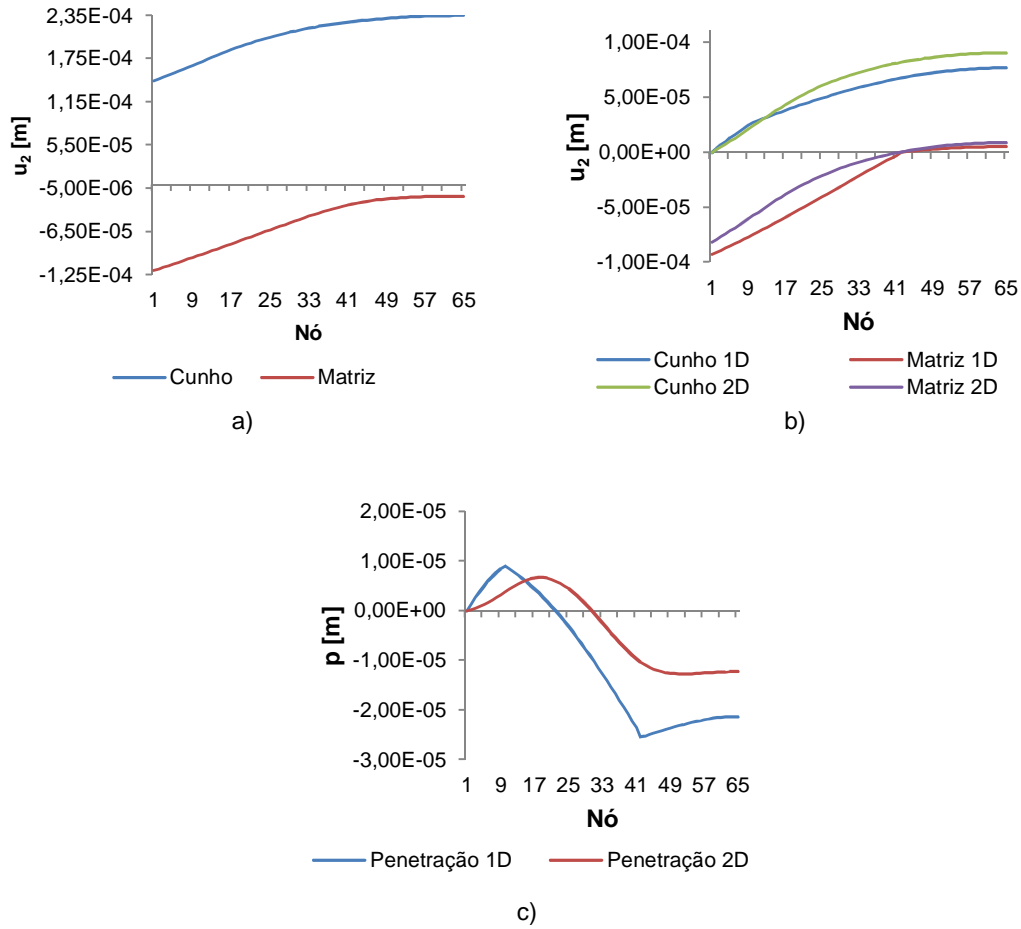 2,35E-04
1,75E-04
1,15E-04
5,50E-05
-5,00E-06
-6,50E-05
-1,25E-04
u2 [m]
1 9 17 25 33 41 49 57 65
Nó
Cunho Matriz
a)
1,00E-04
5,00E-05
0,00E+00
-5,00E-05
-1,00E-04
u2 [m]
1 9 17 25 33 41 49 57 65
Nó
Cunho 1D Matriz 1D
Cunho 2D Matriz 2D
b)
2,00E-05
1,00E-05
0,00E+00
-1,00E-05
-2,00E-05
-3,00E-05
p [m]
1 9 17 25 33 41 49 57 65
Nó
Penetração 1D Penetração 2D
c)